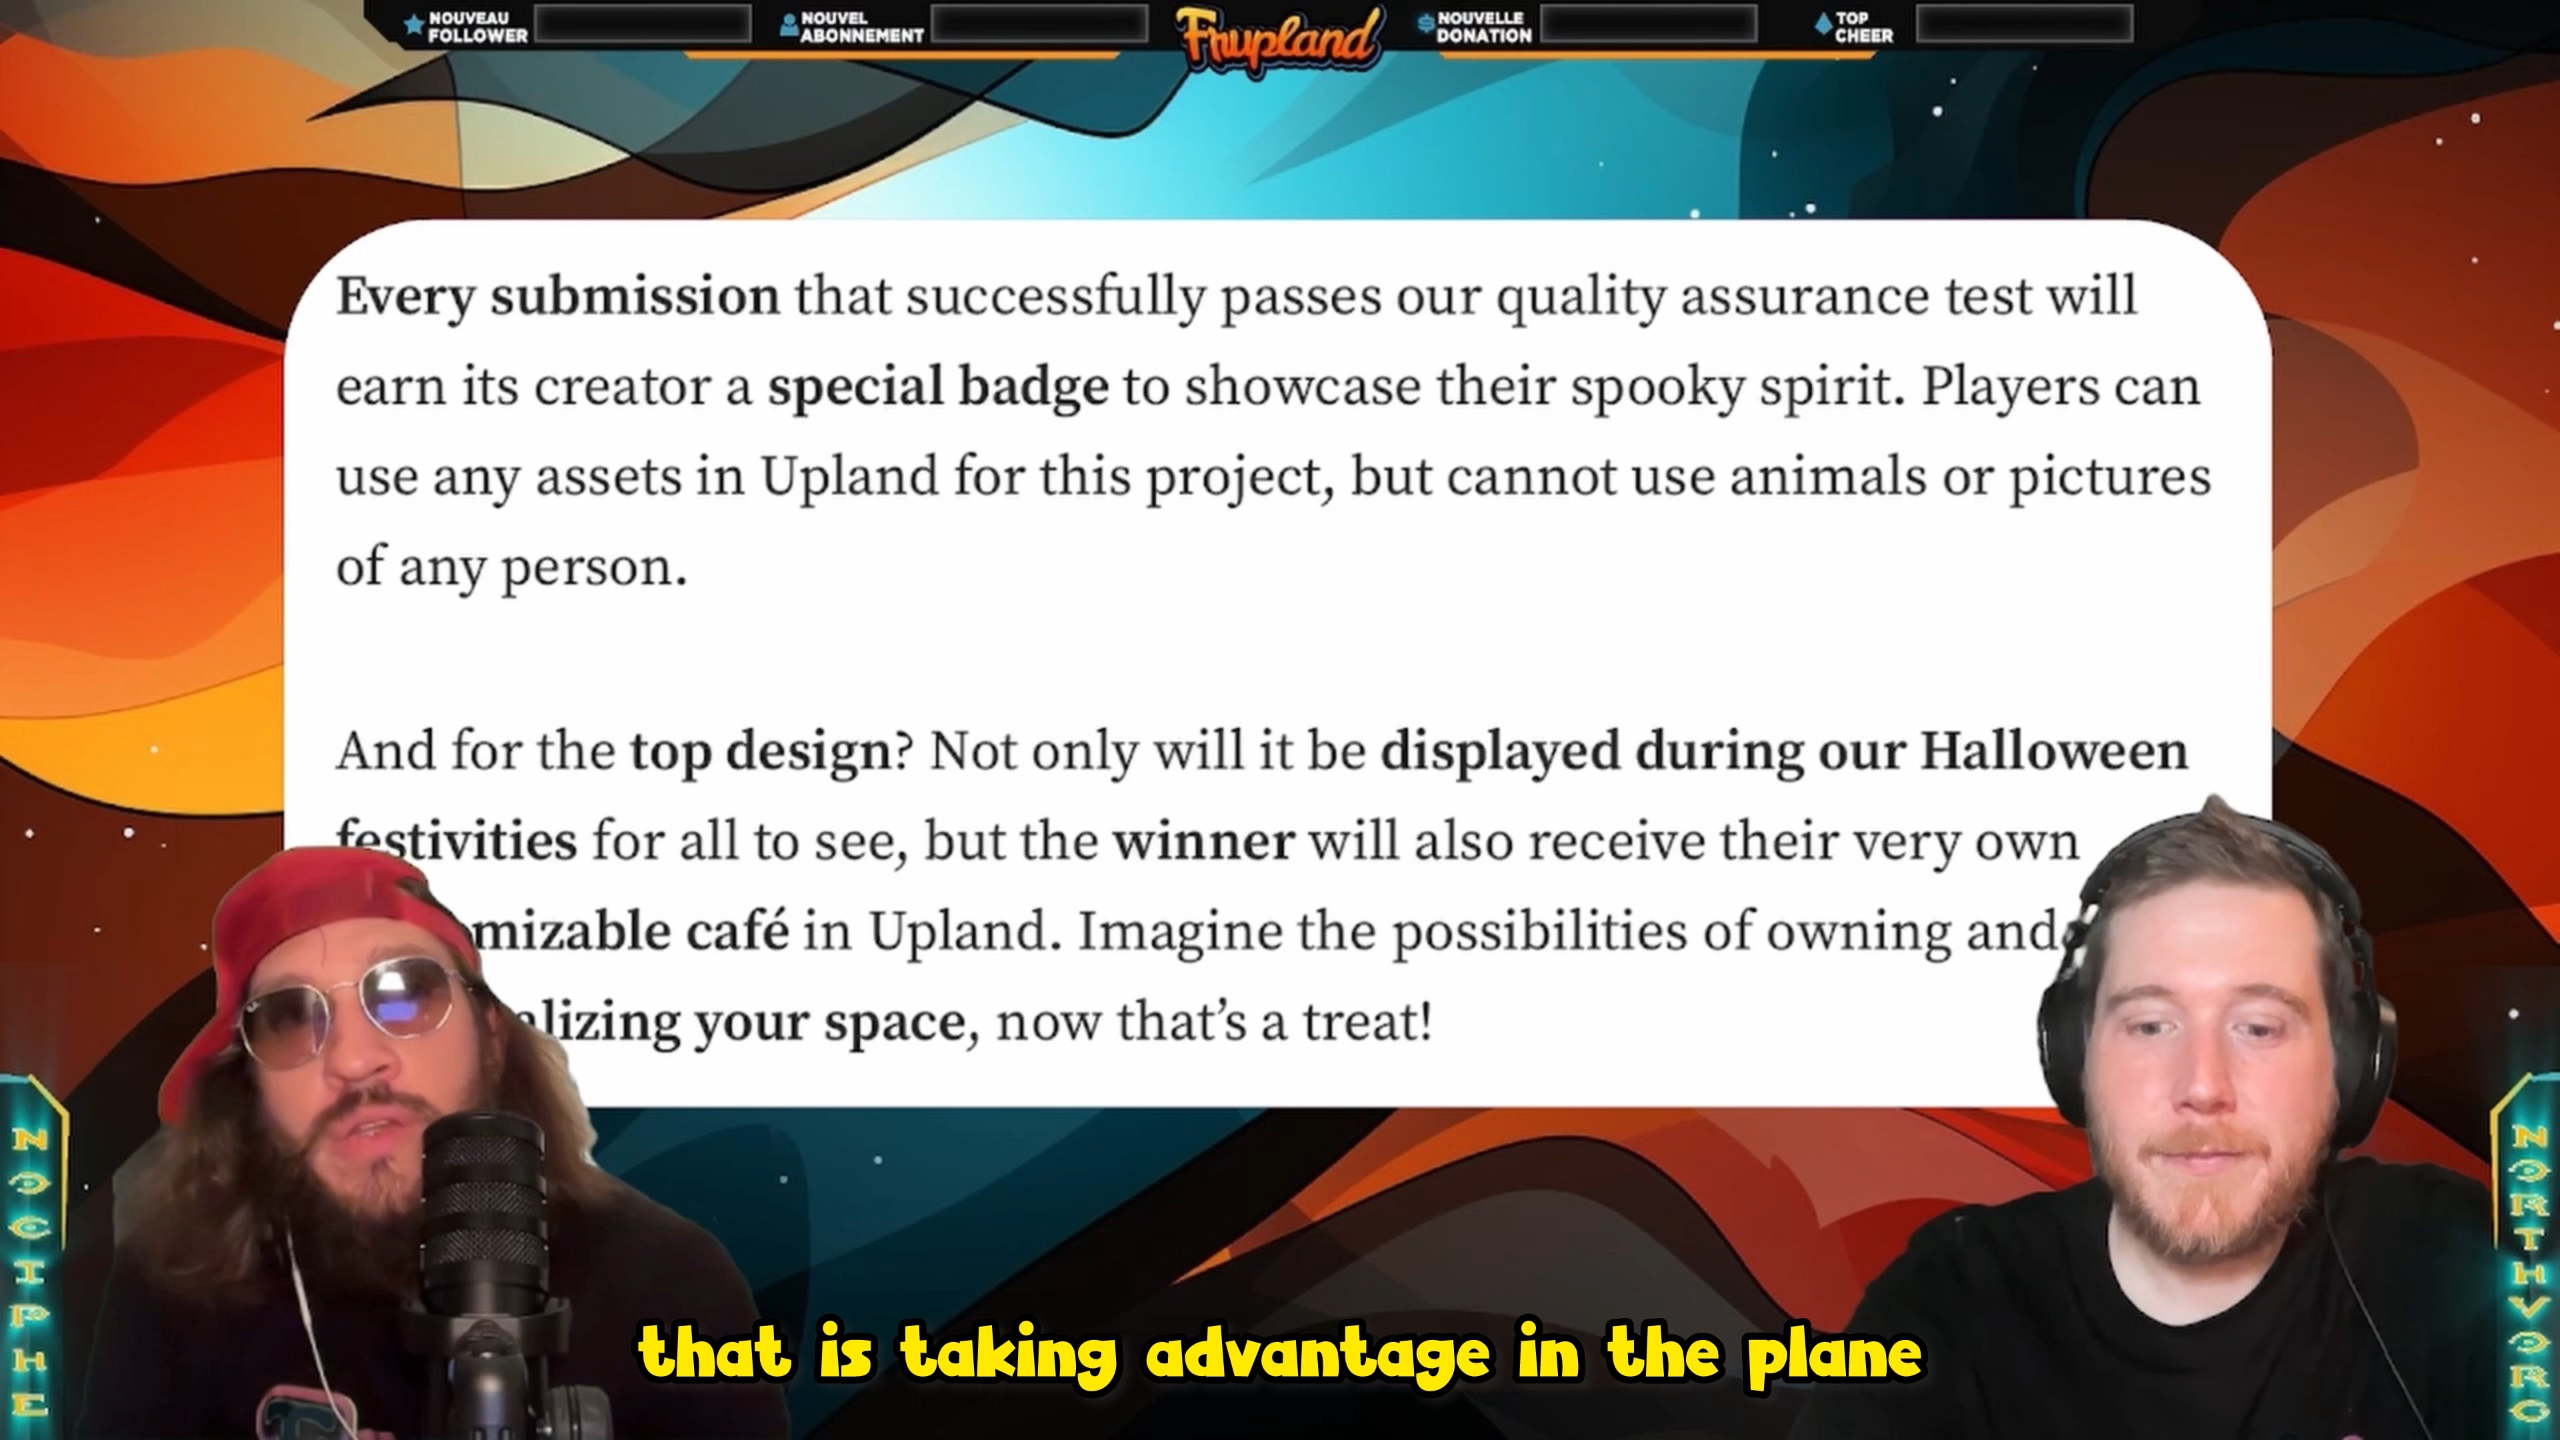 NOUVEAU FOLLOWER
NOUVEL ABONNEMENT
Frupland
NOUVELLE DONATION
TOP CHEER
Every submission that successfully passes our quality assurance test will
earn its creator a special badge to showcase their spooky spirit. Players can
use any assets in Upland for this project, but cannot use animals or pictures
of any person.
And for the top design? Not only will it be displayed during our Halloween
festivities for all to see, but the winner will also receive their very own
omizable café in Upland. Imagine the possibilities of owning and
alizing your space, now that’s a treat!
NOCIPHE
NORTHVORC
that is taking advantage in the plane